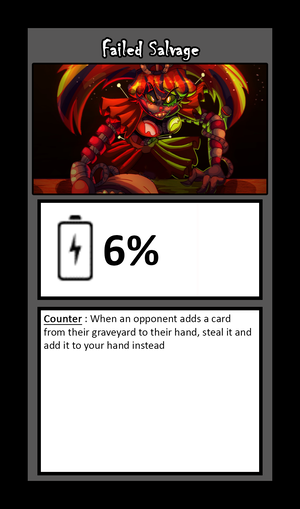 Failed Salvage
6%
Counter : When an opponent adds a card
from their graveyard to their hand, steal it and
add it to your hand instead